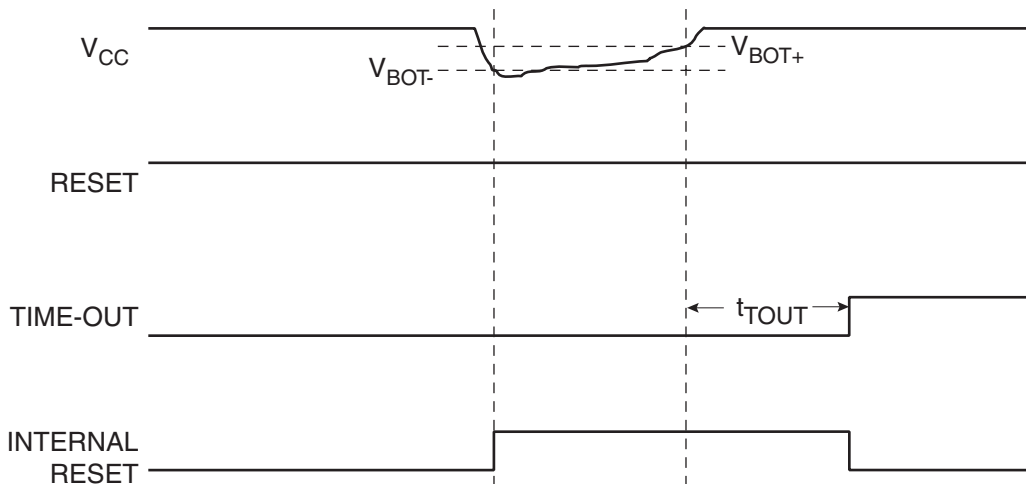 VCC
VBOT-
VBOT+
RESET
TIME-OUT
tTOUT
INTERNAL
RESET